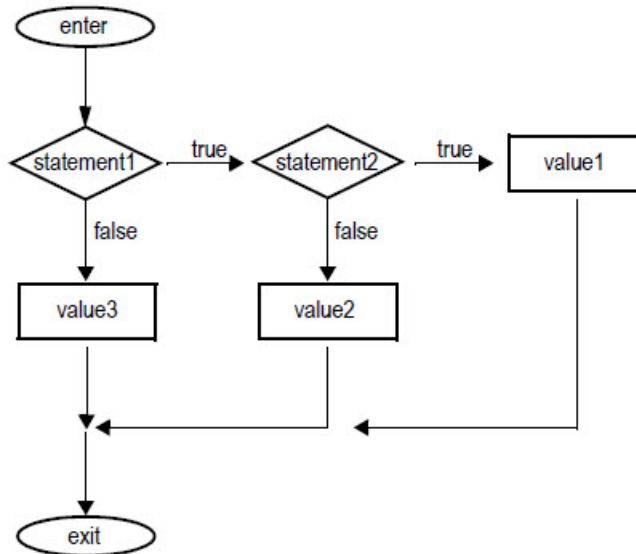 enter
statement1
true
statement2
true
value1
false
false
value3
value2
exit